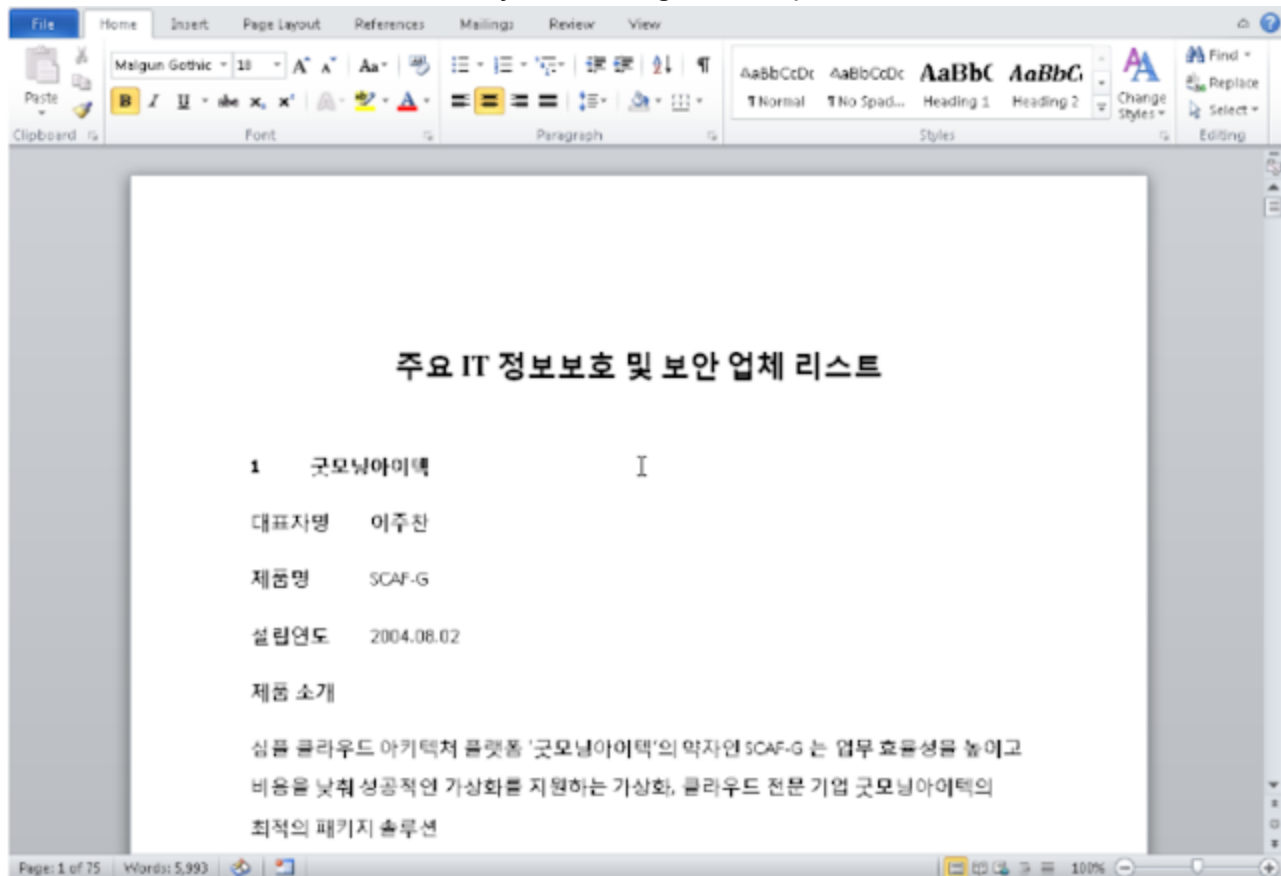 File Home Insert Page Layout References Mailings Review View
Paste
Malgun Gothic 18
Aa
B I U abe x₂ x²
AaBbCcDc AaBbCcDc AaBbC AaBbC
¶ Normal ¶ No Spad... Heading 1 Heading 2
Change Styles
Find
Replace
Select
Clipboard Font Paragraph Styles Editing
주요 IT 정보보호 및 보안 업체 리스트
1 굿모닝아이텍
대표자명 이주찬
제품명 SCAF-G
설립연도 2004.08.02
제품 소개
심플 클라우드 아키텍처 플랫폼 '굿모닝아이텍'의 약자인 SCAF-G 는 업무 효율성을 높이고
비용을 낮춰 성공적인 가상화를 지원하는 가상화, 클라우드 전문 기업 굿모닝아이텍의
최적의 패키지 솔루션
Page: 1 of 75 Words: 5,993 100%